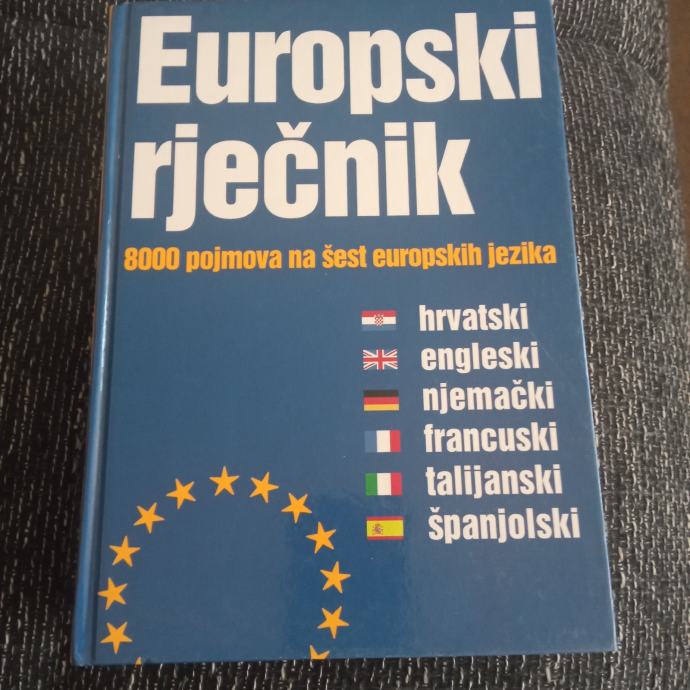 Europski
rječnik
8000 pojmova na šest europskih jezika
hrvatski
engleski
njemački
francuski
talijanski
španjolski